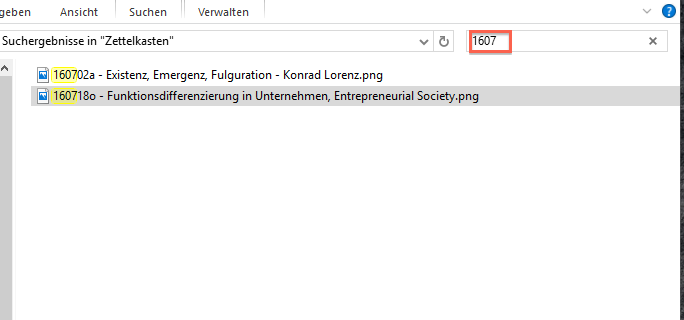 geben Ansicht Suchen Verwalten ?
Suchergebnisse in "Zettelkasten" 1607
160702a - Existenz, Emergenz, Fulguration - Konrad Lorenz.png
160718o - Funktionsdifferenzierung in Unternehmen, Entrepreneurial Society.png